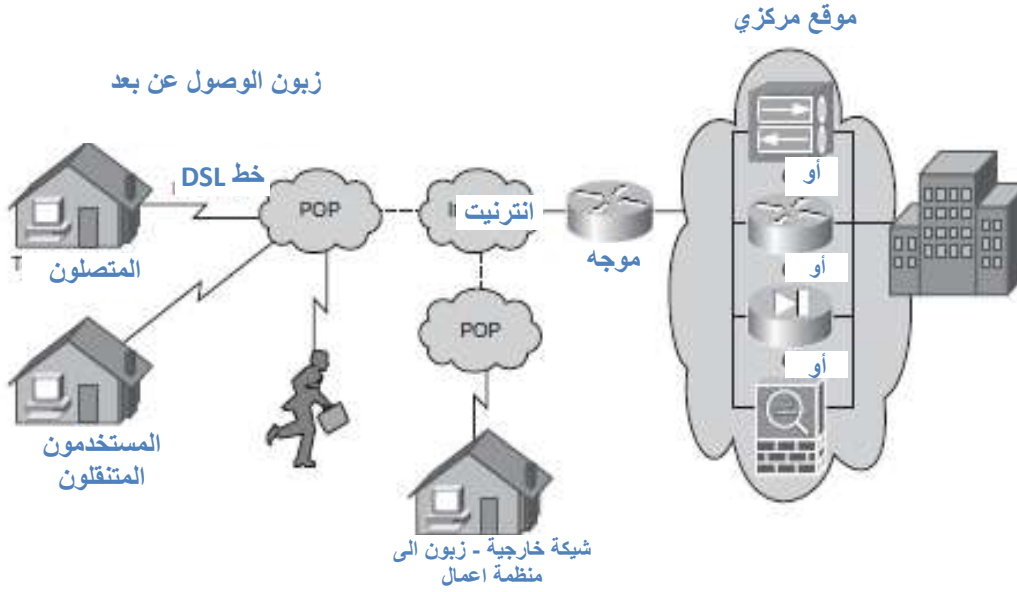 موقع مركزي
زبون الوصول عن بعد
خط DSL
POP
انترنيت
موجه
المتصلون
أو
أو
أو
POP
المستخدمون
المتنقلون
شبكة خارجية - زبون الى
منظمة اعمال